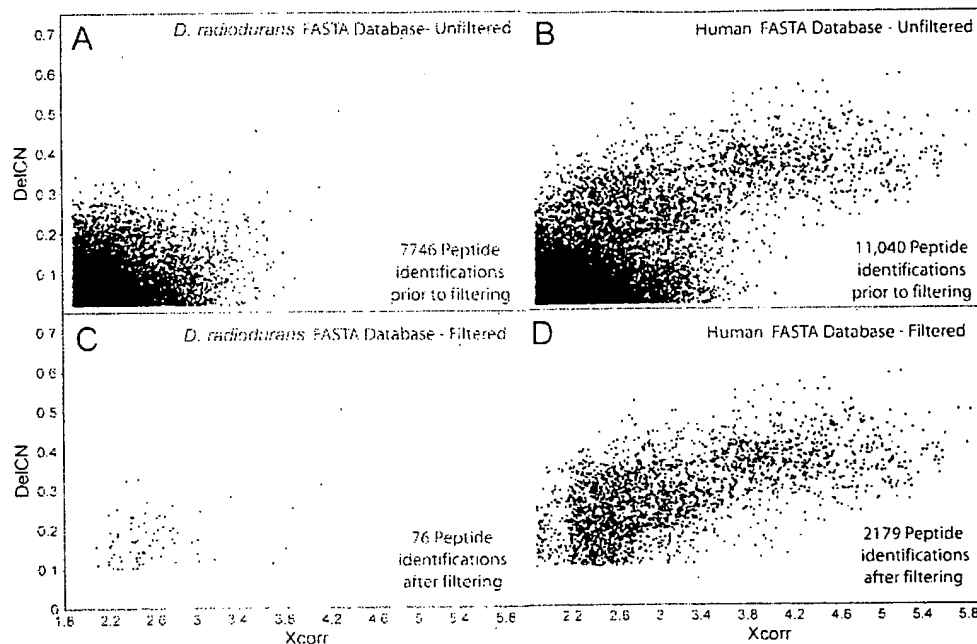 A
D. radiodurans FASTA Database- Unfiltered
B
Human FASTA Database - Unfiltered
0.7
0.6
0.5
0.4
0.3
0.2
0.1
DelCN
7746 Peptide
identifications
prior to filtering
11,040 Peptide
identifications
prior to filtering
C
D. radiodurans FASTA Database - Filtered
D
Human FASTA Database - Filtered
0.7
0.6
0.5
0.4
0.3
0.2
0.1
0
DelCN
76 Peptide
identifications
after filtering
2179 Peptide
identifications
after filtering
1.8 2.2 2.6 3 3.4 3.8 4.2 4.6 5 5.4 5.8
Xcorr
2.2 2.6 3 3.4 3.8 4.2 4.6 5 5.4 5.8
Xcorr